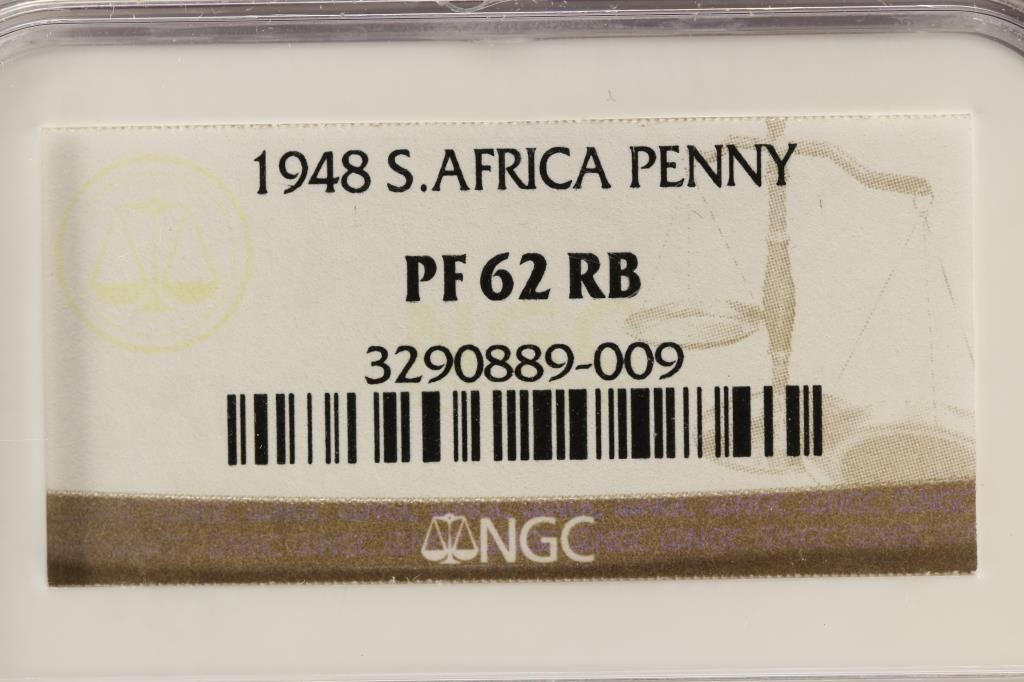 1948 S.AFRICA PENNY
PF 62 RB
3290889-009
NGC